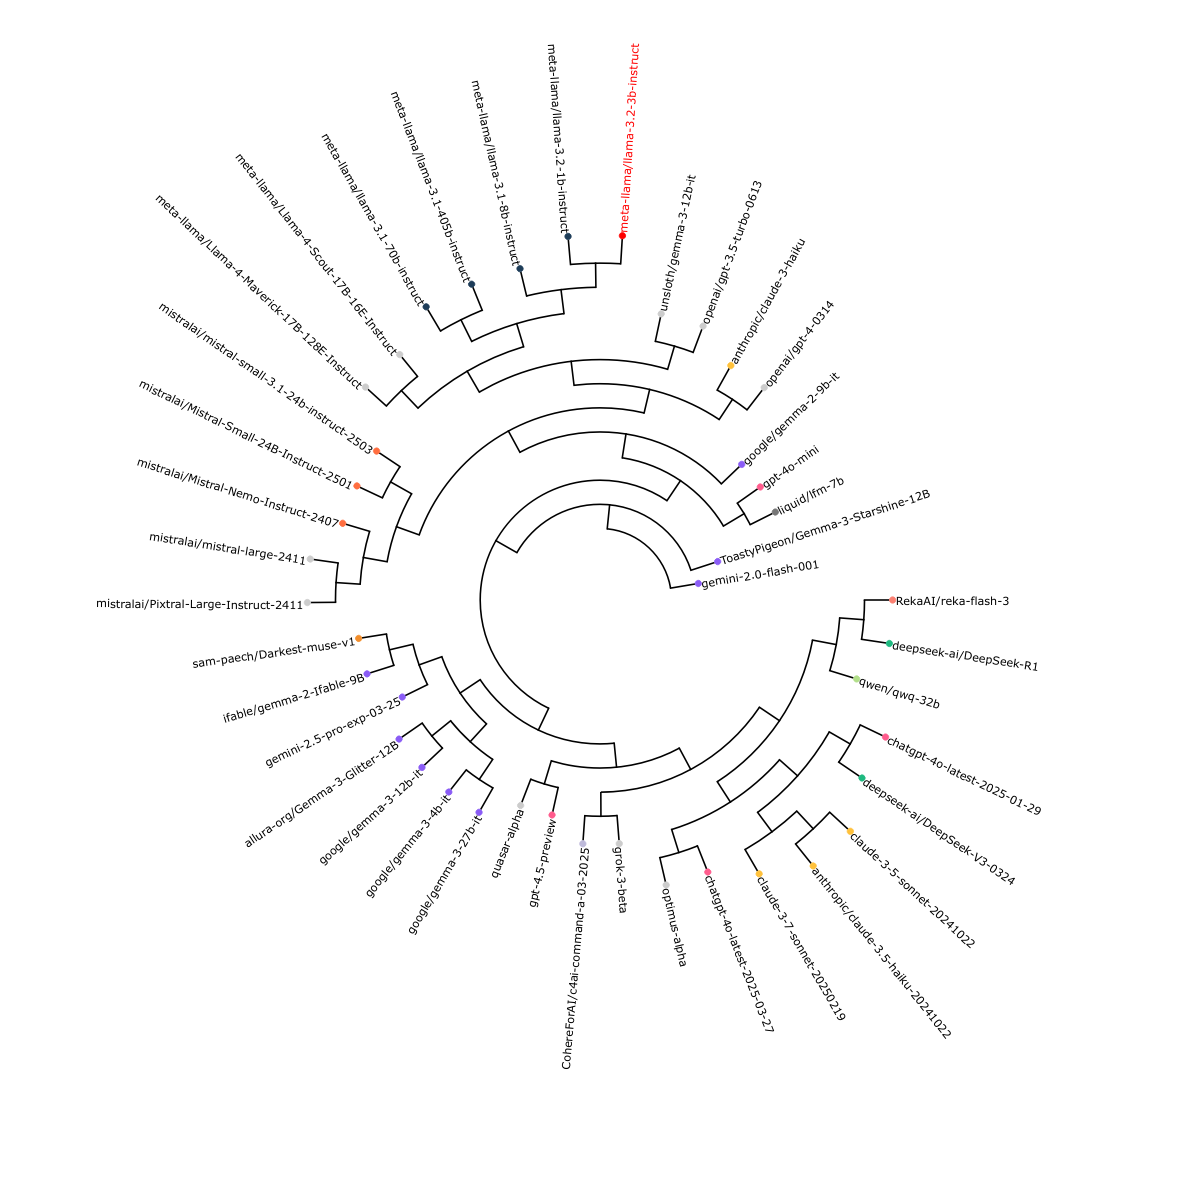 meta-llama/llama-3.2-3b-instruct
unsloth/gemma-3-12b-it
openai/gpt-3.5-turbo-0613
anthropic/claude-3-haiku
openai/gpt-4-0314
google/gemma-2-9b-it
gpt-4o-mini
liquid/lfm-7b
ToastyPigeon/Gemma-3-Starshine-12B
gemini-2.0-flash-001
RekaAI/reka-flash-3
deepseek-ai/DeepSeek-R1
qwen/qwq-32b
chatgpt-4o-latest-2025-01-29
deepseek-ai/DeepSeek-V3-0324
claude-3-5-sonnet-20241022
anthropic/claude-3.5-haiku-20241022
claude-3-7-sonnet-20250219
chatgpt-4o-latest-2025-03-27
optimus-alpha
grok-3-beta
CohereForAI/c4ai-command-a-03-2025
gpt-4.5-preview
quasar-alpha
google/gemma-3-27b-it
google/gemma-3-4b-it
google/gemma-3-12b-it
allura-org/Gemma-3-Glitter-12B
gemini-2.5-pro-exp-03-25
ifable/gemma-2-Ifable-9B
sam-paech/Darkest-muse-v1
mistralai/Pixtral-Large-Instruct-2411
mistralai/mistral-large-2411
mistralai/Mistral-Nemo-Instruct-2407
mistralai/Mistral-Small-24B-Instruct-2501
mistralai/mistral-small-3.1-24b-instruct-2503
meta-llama/Llama-4-Maverick-17B-128E-Instruct
meta-llama/Llama-4-Scout-17B-16E-Instruct
meta-llama/llama-3.1-70b-instruct
meta-llama/llama-3.1-405b-instruct
meta-llama/llama-3.1-8b-instruct
meta-llama/llama-3.2-1b-instruct